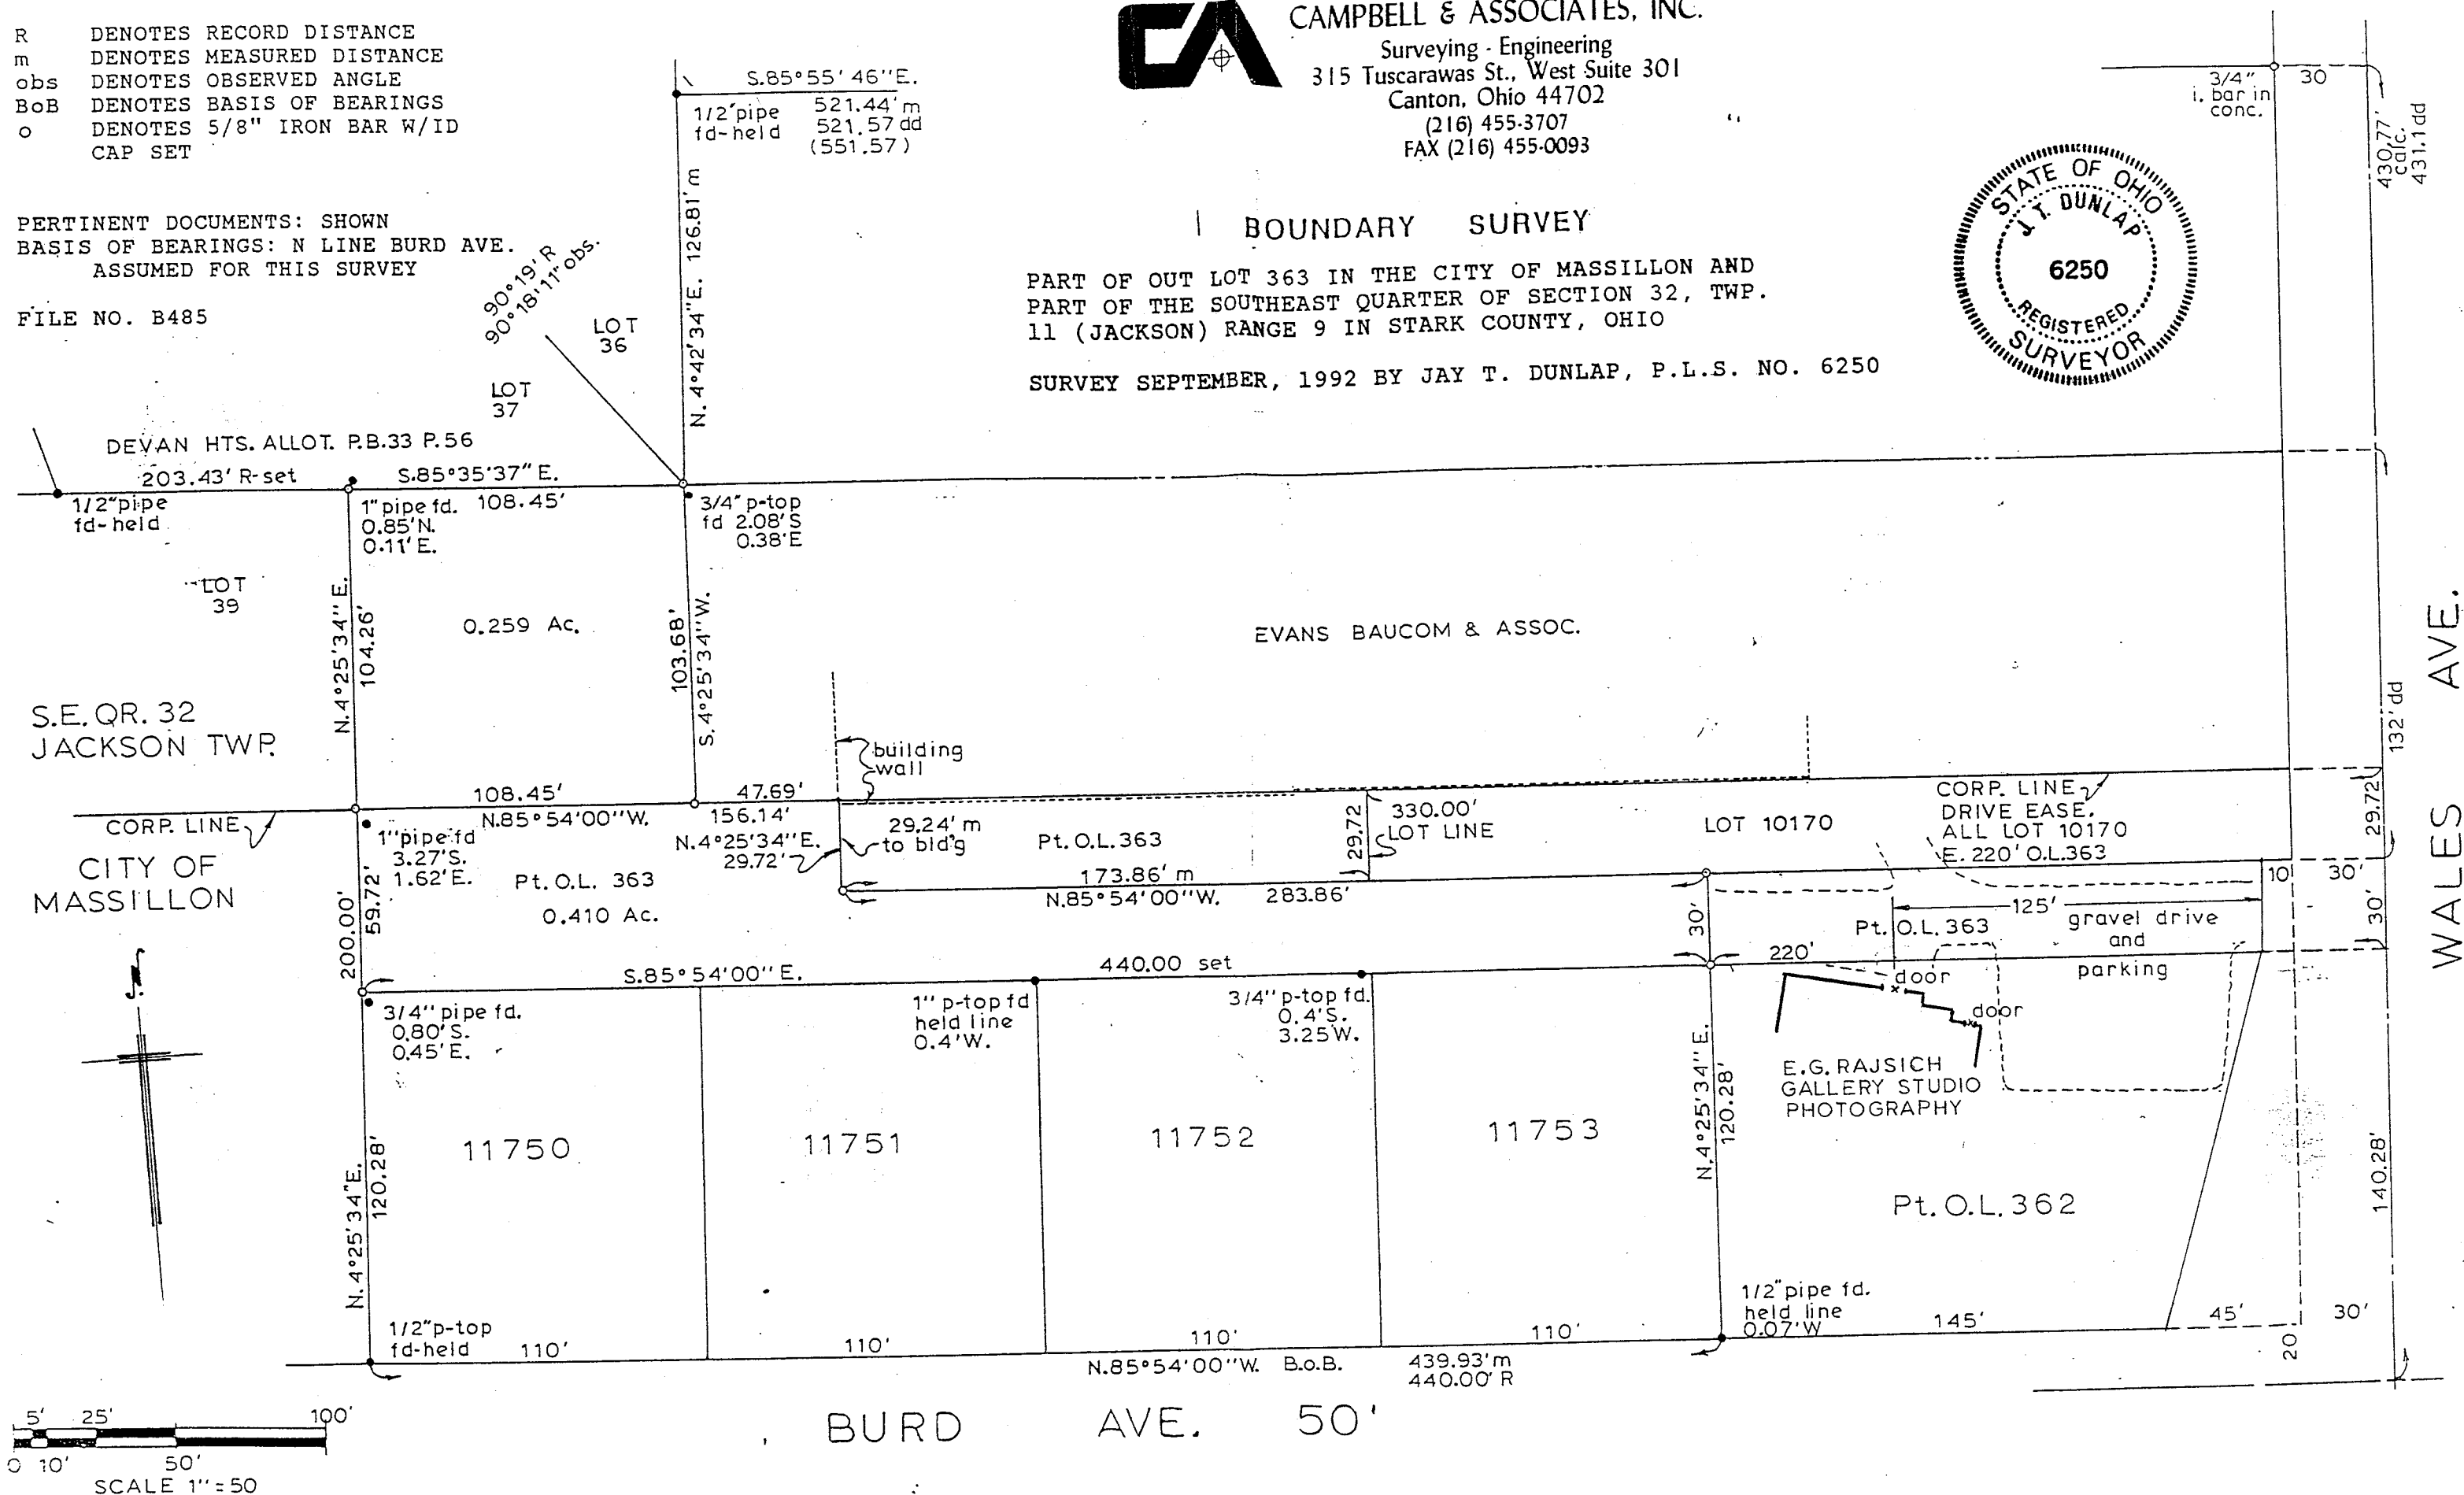 R DENOTES RECORD DISTANCE
m DENOTES MEASURED DISTANCE
obs DENOTES OBSERVED ANGLE
BoB DENOTES BASIS OF BEARINGS
o DENOTES 5/8" IRON BAR W/ID
CAP SET
PERTINENT DOCUMENTS: SHOWN
BASIS OF BEARINGS: N LINE BURD AVE.
ASSUMED FOR THIS SURVEY
FILE NO. B485
CAMPBELL & ASSOCIATES, INC.
Surveying - Engineering
315 Tuscarawas St., West Suite 301
Canton, Ohio 44702
(216) 455-3707
FAX (216) 455-0093
BOUNDARY SURVEY
PART OF OUT LOT 363 IN THE CITY OF MASSILLON AND
PART OF THE SOUTHEAST QUARTER OF SECTION 32, TWP.
11 (JACKSON) RANGE 9 IN STARK COUNTY, OHIO
SURVEY SEPTEMBER, 1992 BY JAY T. DUNLAP, P.L.S. NO. 6250
STATE OF OHIO
J. T. DUNLAP
6250
REGISTERED
SURVEYOR
S.85°55'46"E.
1/2"pipe
fd-held
521.44'm
521.57dd
(551.57)
N.4°42'34"E. 126.81'm
3/4"
i. bar in
conc.
30
430.77'
calc.
431.1dd
90°19' R
90°18'11" obs.
LOT
36
LOT
37
DEVAN HTS. ALLOT. P.B.33 P.56
203.43' R-set
S.85°35'37"E.
1/2"pipe
fd-held
1"pipe fd.
0.85'N.
0.11'E.
108.45'
3/4"p-top
fd 2.08'S
0.38'E
LOT
39
N.4°25'34"E.
104.26'
0.259 Ac.
103.68'
S.4°25'34"W.
EVANS BAUCOM & ASSOC.
S.E.QR.32
JACKSON TWP.
building
wall
132'dd
WALES AVE.
108.45'
47.69'
CORP. LINE
N.85°54'00"W.
156.14'
1"pipe fd
3.27'S.
1.62'E.
N.4°25'34"E.
29.72'
29.24'm
to bld'g
Pt.O.L.363
29.72
330.00'
LOT LINE
LOT 10170
CORP. LINE
DRIVE EASE.
ALL LOT 10170
E. 220' O.L.363
29.72'
CITY OF
MASSILLON
200.00'
59.72'
Pt.O.L. 363
0.410 Ac.
173.86' m
N.85°54'00"W.
283.86'
10
30'
30'
125'
Pt.O.L.363
gravel drive
and
parking
30'
220'
door
door
S.85°54'00"E.
440.00 set
3/4"pipe fd.
0.80'S.
0.45'E.
1" p-top fd
held line
0.4'W.
3/4"p-top fd.
0.4'S.
3.25W.
E.G.RAJSICH
GALLERY STUDIO
PHOTOGRAPHY
11750
11751
11752
11753
N.4°25'34"E.
120.28'
N.4°25'34"E.
120.28'
Pt.O.L.362
140.28'
1/2"p-top
fd-held
110'
110'
110'
110'
1/2"pipe fd.
held line
0.07'W
145'
45'
30'
20
N.85°54'00"W. B.o.B.
439.93'm
440.00'R
BURD AVE. 50'
5' 25' 100'
0 10' 50'
SCALE 1"=50